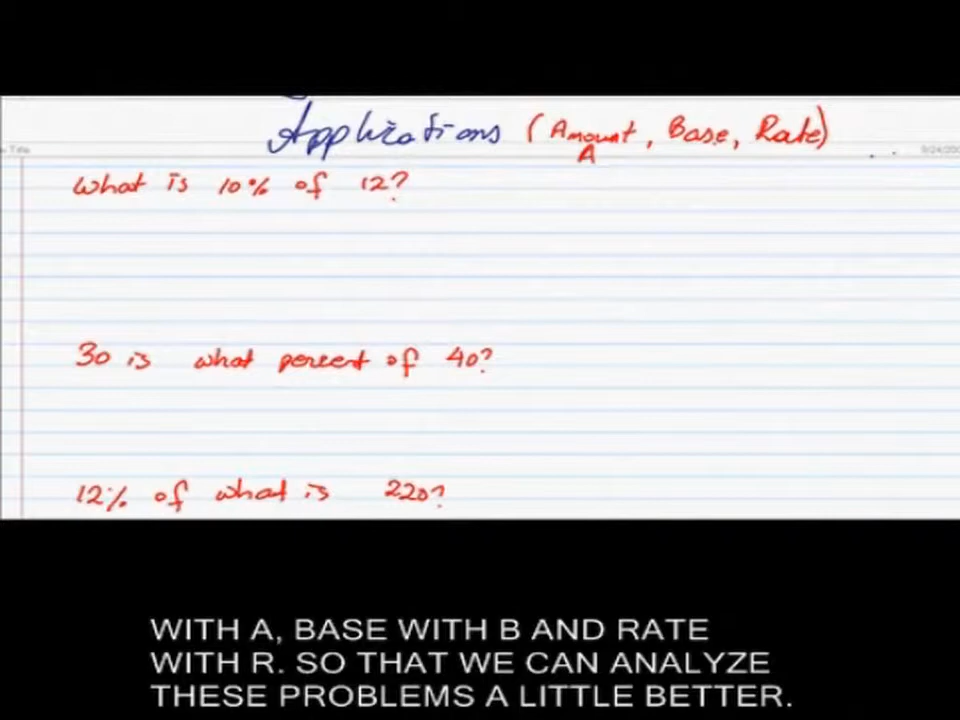 Applications (Amount, Base, Rate)
A
What is 10% of 12?
30 is what percent of 40?
12% of what is 220?
WITH A, BASE WITH B AND RATE
WITH R. SO THAT WE CAN ANALYZE
THESE PROBLEMS A LITTLE BETTER.